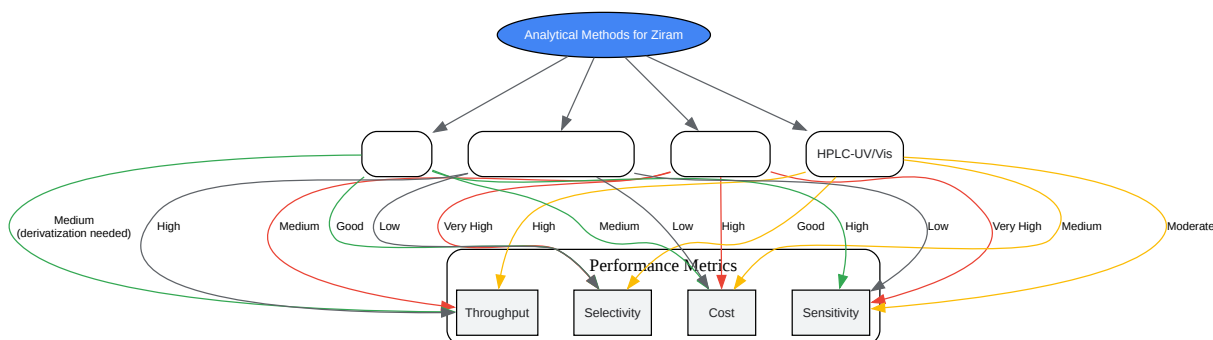 Analytical Methods for Ziram
HPLC-UV/Vis
Medium
(derivatization needed)
High
Medium
Good
Low
Very High
High
Medium
Low
High
Good
High
Low
Very High
Medium
Moderate
Performance Metrics
Throughput
Selectivity
Cost
Sensitivity